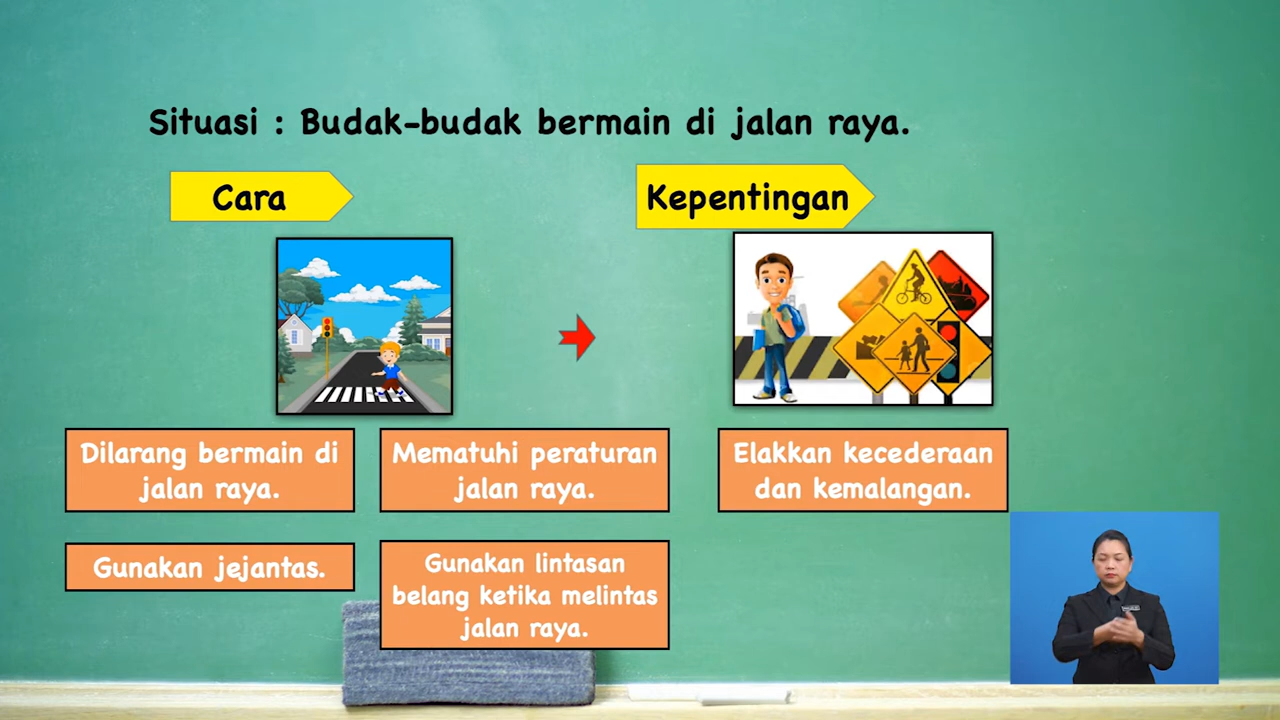 Situasi : Budak-budak bermain di jalan raya.
Cara
Kepentingan
Dilarang bermain di
jalan raya.
Mematuhi peraturan
jalan raya.
Elakkan kecederaan
dan kemalangan.
Gunakan jejantas.
Gunakan lintasan
belang ketika melintas
jalan raya.